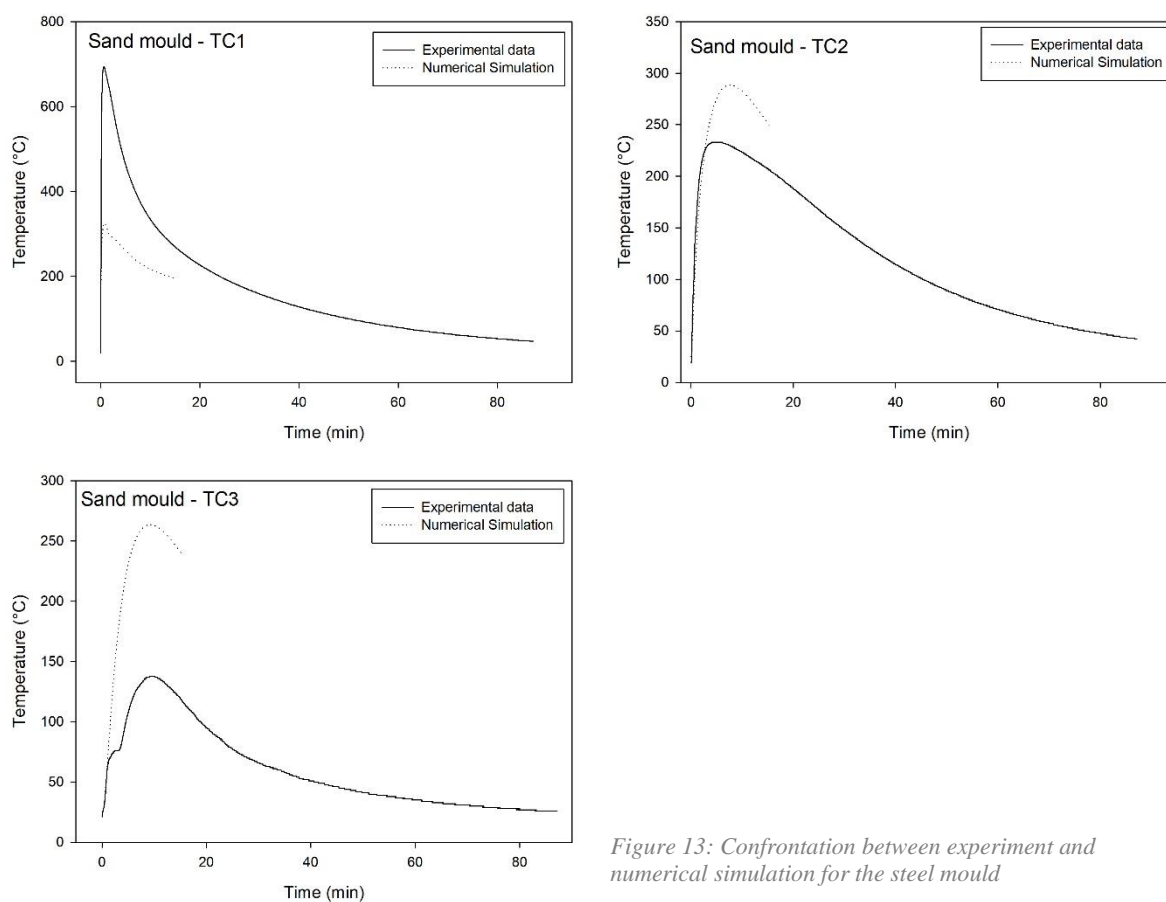 Sand mould - TC1
Experimental data
Numerical Simulation
800
600
400
200
0
Temperature (°C)
0 20 40 60 80
Time (min)
Sand mould - TC2
Experimental data
Numerical Simulation
350
300
250
200
150
100
50
0
Temperature (°C)
0 20 40 60 80
Time (min)
Sand mould - TC3
Experimental data
Numerical Simulation
300
250
200
150
100
50
0
Temperature (°C)
0 20 40 60 80
Time (min)
Figure 13: Confrontation between experiment and
numerical simulation for the steel mould